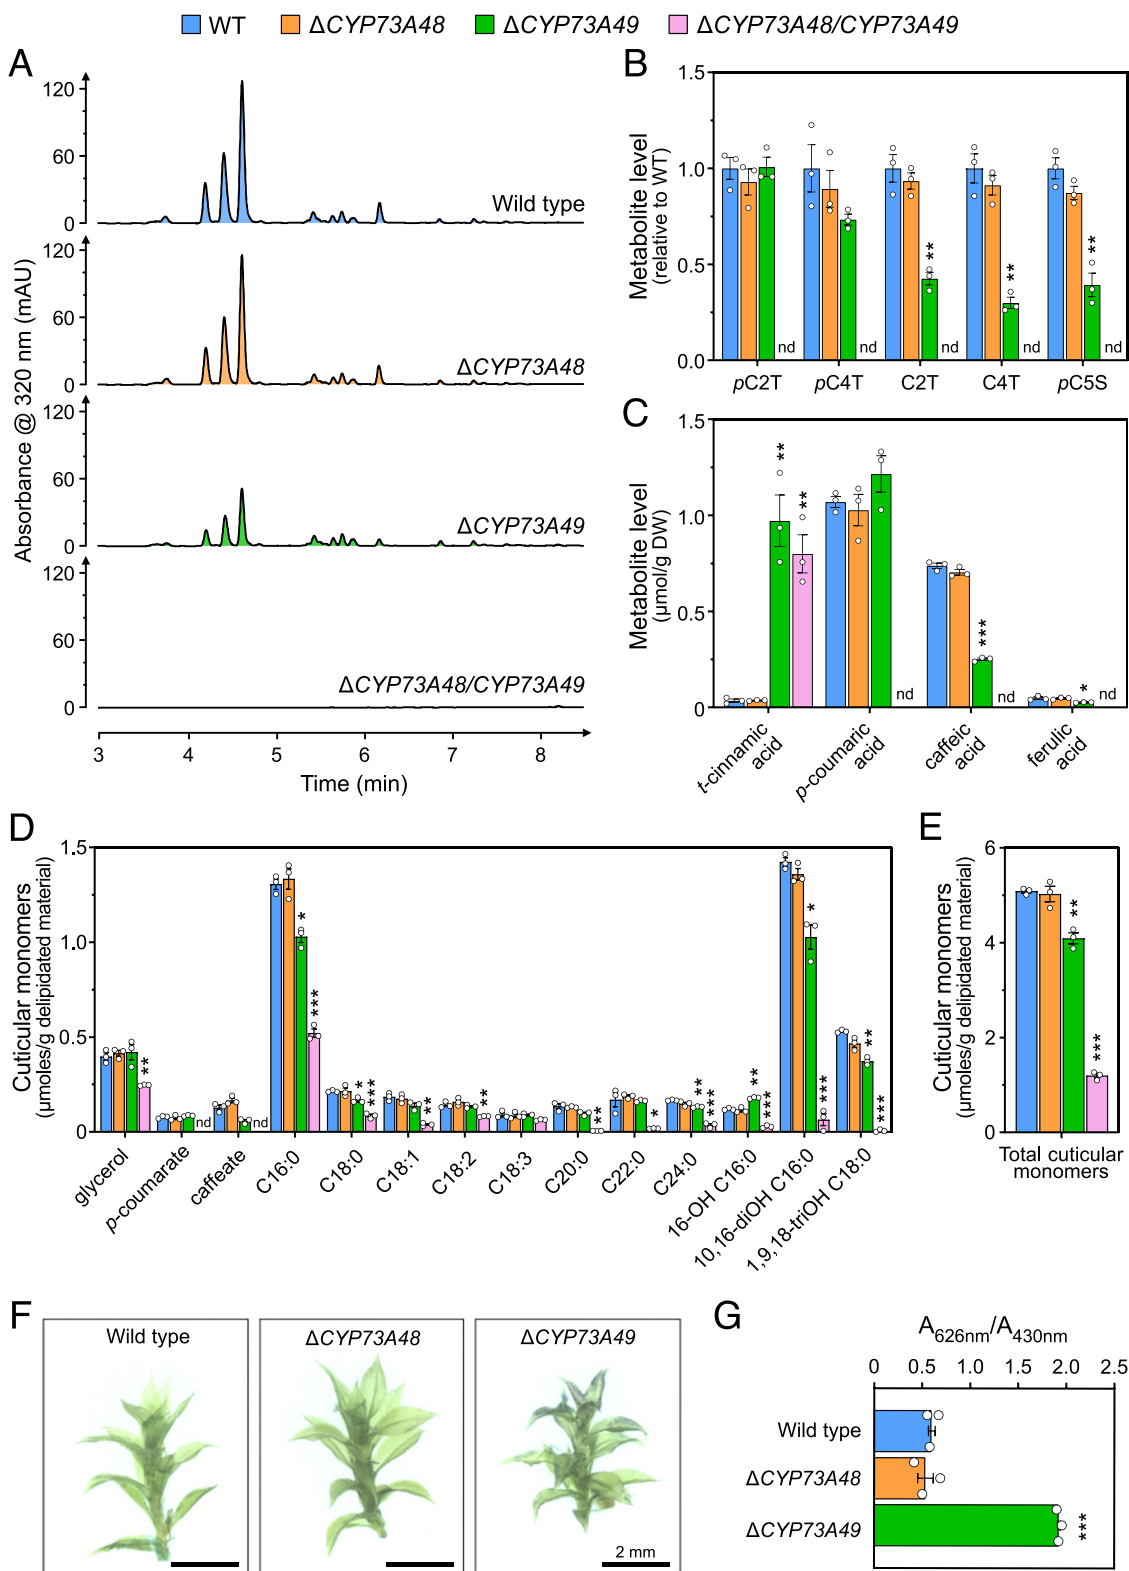 WT ΔCYP73A48 ΔCYP73A49 ΔCYP73A48/CYP73A49
A
Absorbance @ 320 nm (mAU)
120
60
0
Wild type
120
60
0
ΔCYP73A48
120
60
0
ΔCYP73A49
120
60
0
ΔCYP73A48/CYP73A49
3 4 5 6 7 8
Time (min)
B
Metabolite level
(relative to WT)
1.5
1.0
0.5
0.0
** ** **
nd nd nd nd nd
pC2T pC4T C2T C4T pC5S
C
Metabolite level
(µmol/g DW)
1.5
1.0
0.5
0
** ** *** *
nd nd nd
t-cinnamic
acid
p-coumaric
acid
caffeic
acid
ferulic
acid
D
Cuticular monomers
(µmoles/g delipidated material)
1.5
1.0
0.5
0
** nd nd * *** * *** ** ** ** * ** *** ** *** * *** ** ***
glycerol
p-coumarate
caffeate
C16:0
C18:0
C18:1
C18:2
C18:3
C20:0
C22:0
C24:0
16-OH C16:0
10,16-diOH C16:0
1,9,18-triOH C18:0
E
Cuticular monomers
(µmoles/g delipidated material)
6
4
2
0
** ***
Total cuticular
monomers
F
Wild type ΔCYP73A48 ΔCYP73A49
2 mm
G
A626nm/A430nm
0 0.5 1.0 1.5 2.0 2.5
Wild type
ΔCYP73A48
ΔCYP73A49 ***